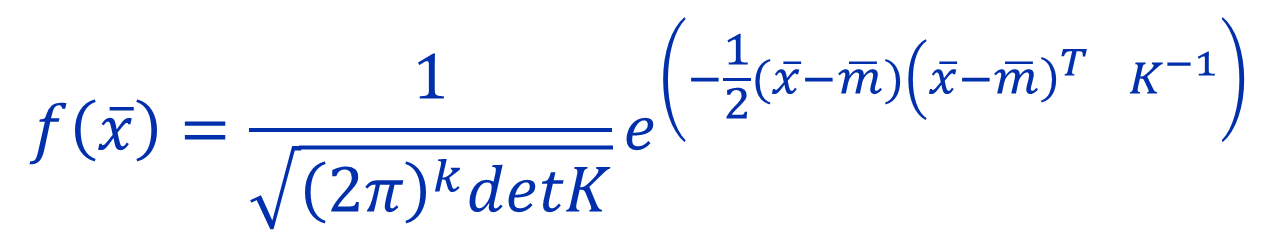 f(x̄) = 1/√((2π)^k detK) e^(−1/2(x̄−m̄)(x̄−m̄)^T K^−1)